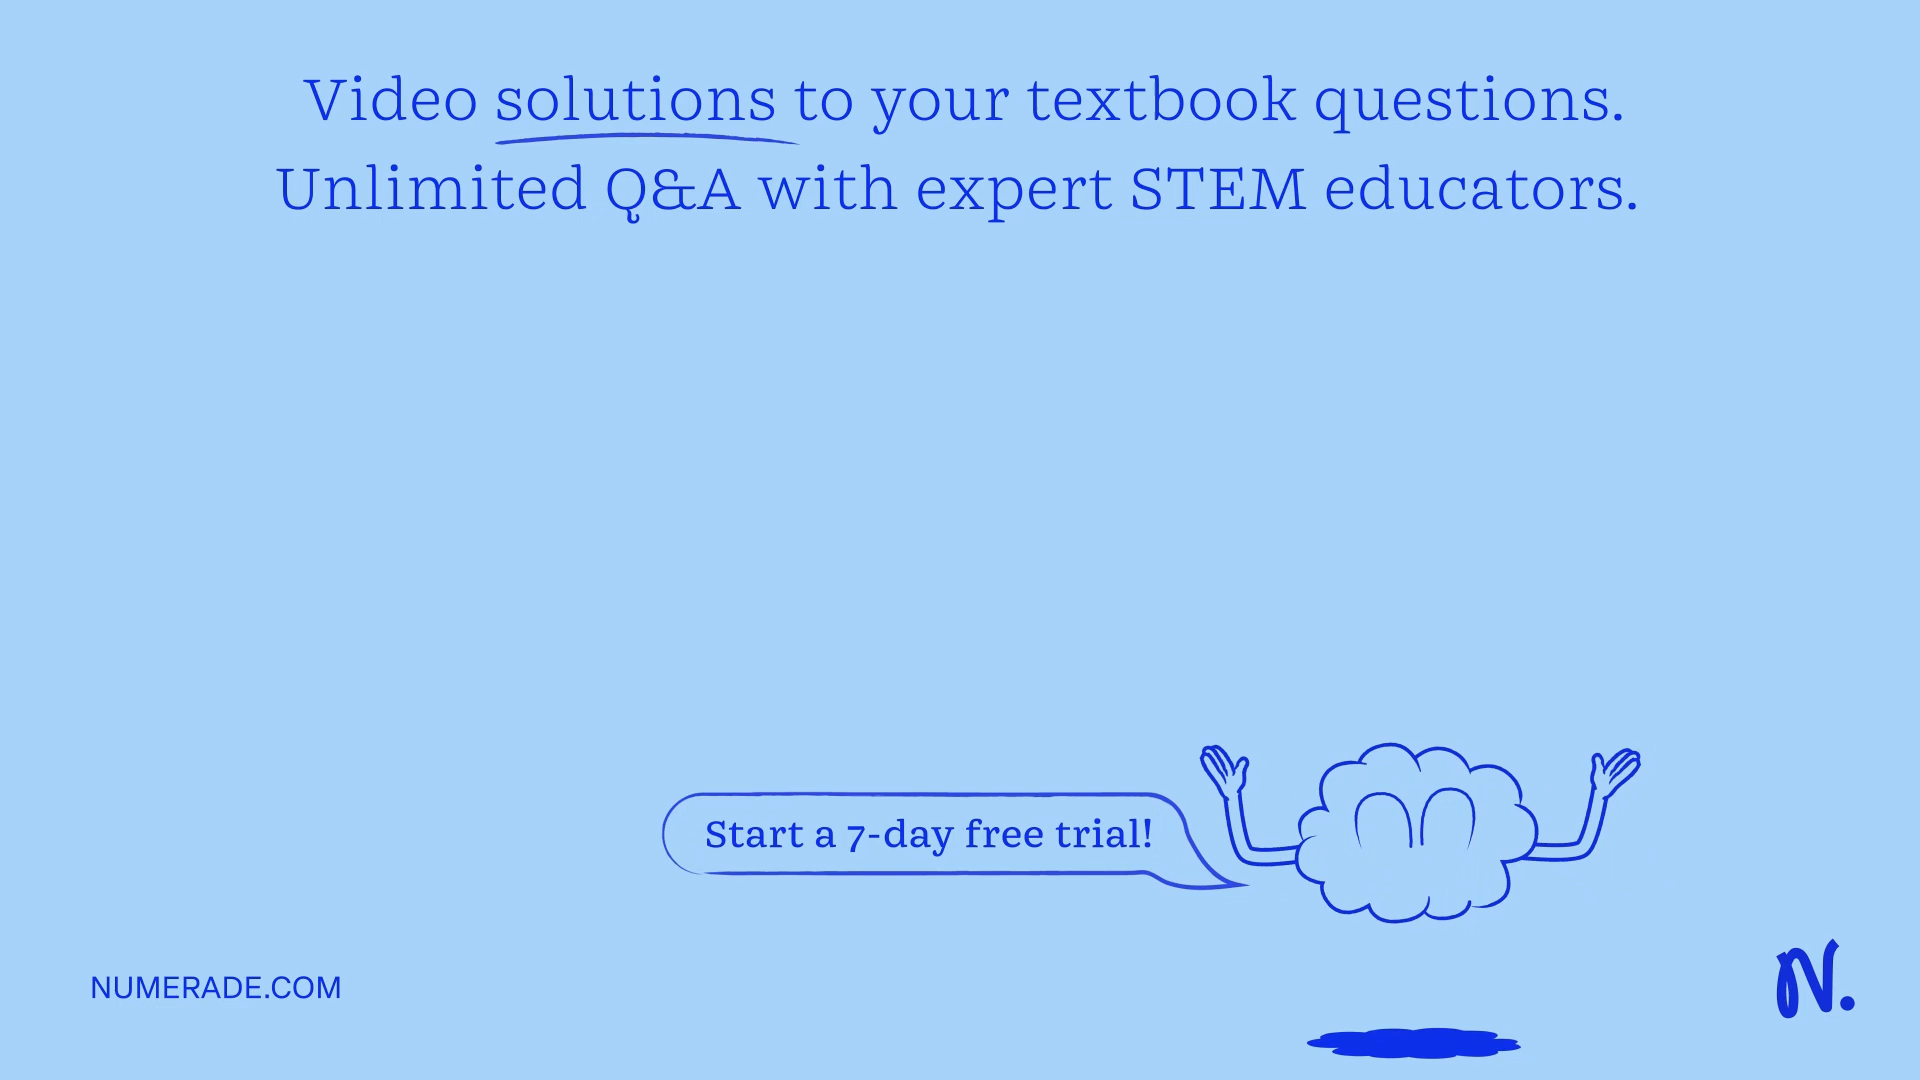 Video solutions to your textbook questions.
Unlimited Q&A with expert STEM educators.
Start a 7-day free trial!
NUMERADE.COM
N.